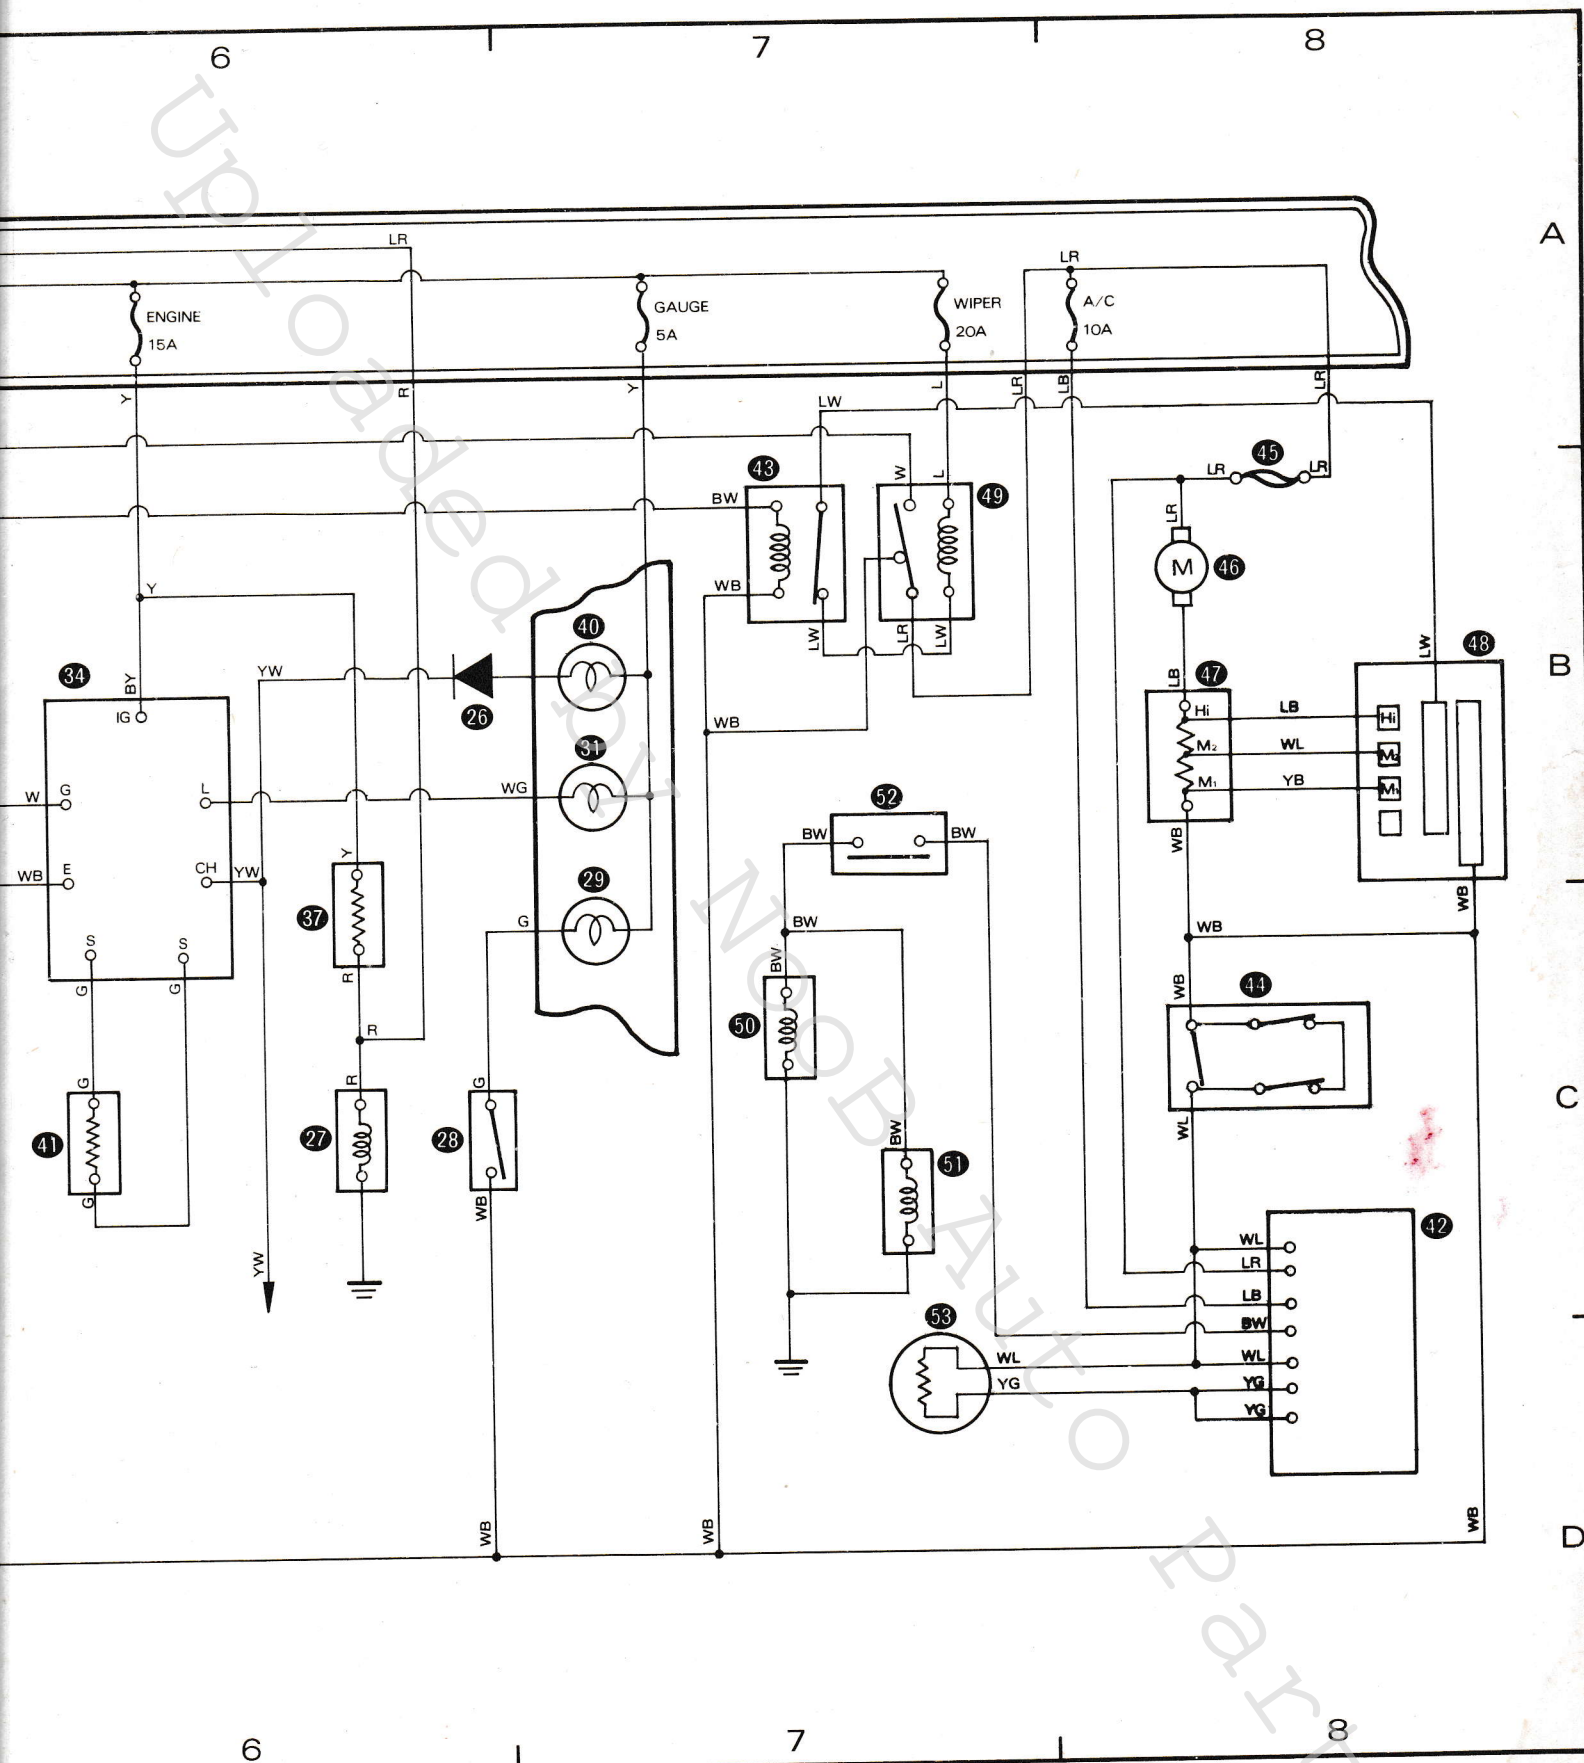 6 7 8
A
LR
LR
ENGINE
15A
GAUGE
5A
WIPER
20A
A/C
10A
Y
R
Y
L
LR
LB
LR
LW
43
45
LR
LR
BW
W
L
49
LR
M
46
WB
Y
40
LW
LR
LW
LW
48
B
34
BY
YW
26
LB
47
IG
WB
Hi
LB
Hi
M2
WL
M2
31
M1
YB
M1
W
G
L
WG
52
BW
BW
WB
Y
WB
E
CH
YW
29
WB
37
G
BW
WB
S
S
BW
G
G
R
WB
44
50
R
G
R
G
C
41
27
28
BW
WL
51
G
WB
42
WL
YW
LR
LB
53
BW
WL
WL
YG
YG
YG
WB
WB
WB
D
6 7 8
Uploaded by NooB Auto Par